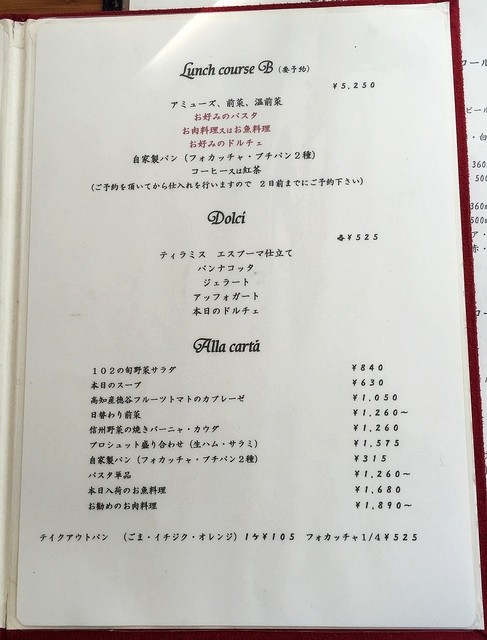 Lunch course B (要予約)
¥5,250
アミューズ、前菜、温前菜
お好みのパスタ
お肉料理又はお魚料理
お好みのドルチェ
自家製パン（フォカッチャ・プチパン２種）
コーヒー又は紅茶
(ご予約を頂いてから仕入れを行いますので　２日前までにご予約下さい)
Dolci
各¥525
ティラミス　エスプーマ仕立て
パンナコッタ
ジェラート
アッフォガート
本日のドルチェ
Alla cartá
１０２の旬野菜サラダ ¥840
本日のスープ ¥630
高知産徳谷フルーツトマトのカプレーゼ ¥1,050
日替わり前菜 ¥1,260～
信州野菜の焼きバーニャ・カウダ ¥1,260
プロシュット盛り合わせ（生ハム・サラミ） ¥1,575
自家製パン（フォカッチャ・プチパン２種） ¥315
パスタ単品 ¥1,260～
本日入荷のお魚料理 ¥1,680
お勧めのお肉料理 ¥1,890～
テイクアウトパン　（ごま・イチジク・オレンジ）1ケ¥105　フォカッチャ1/4¥525
コール
ビール
360m
500
360m
500m